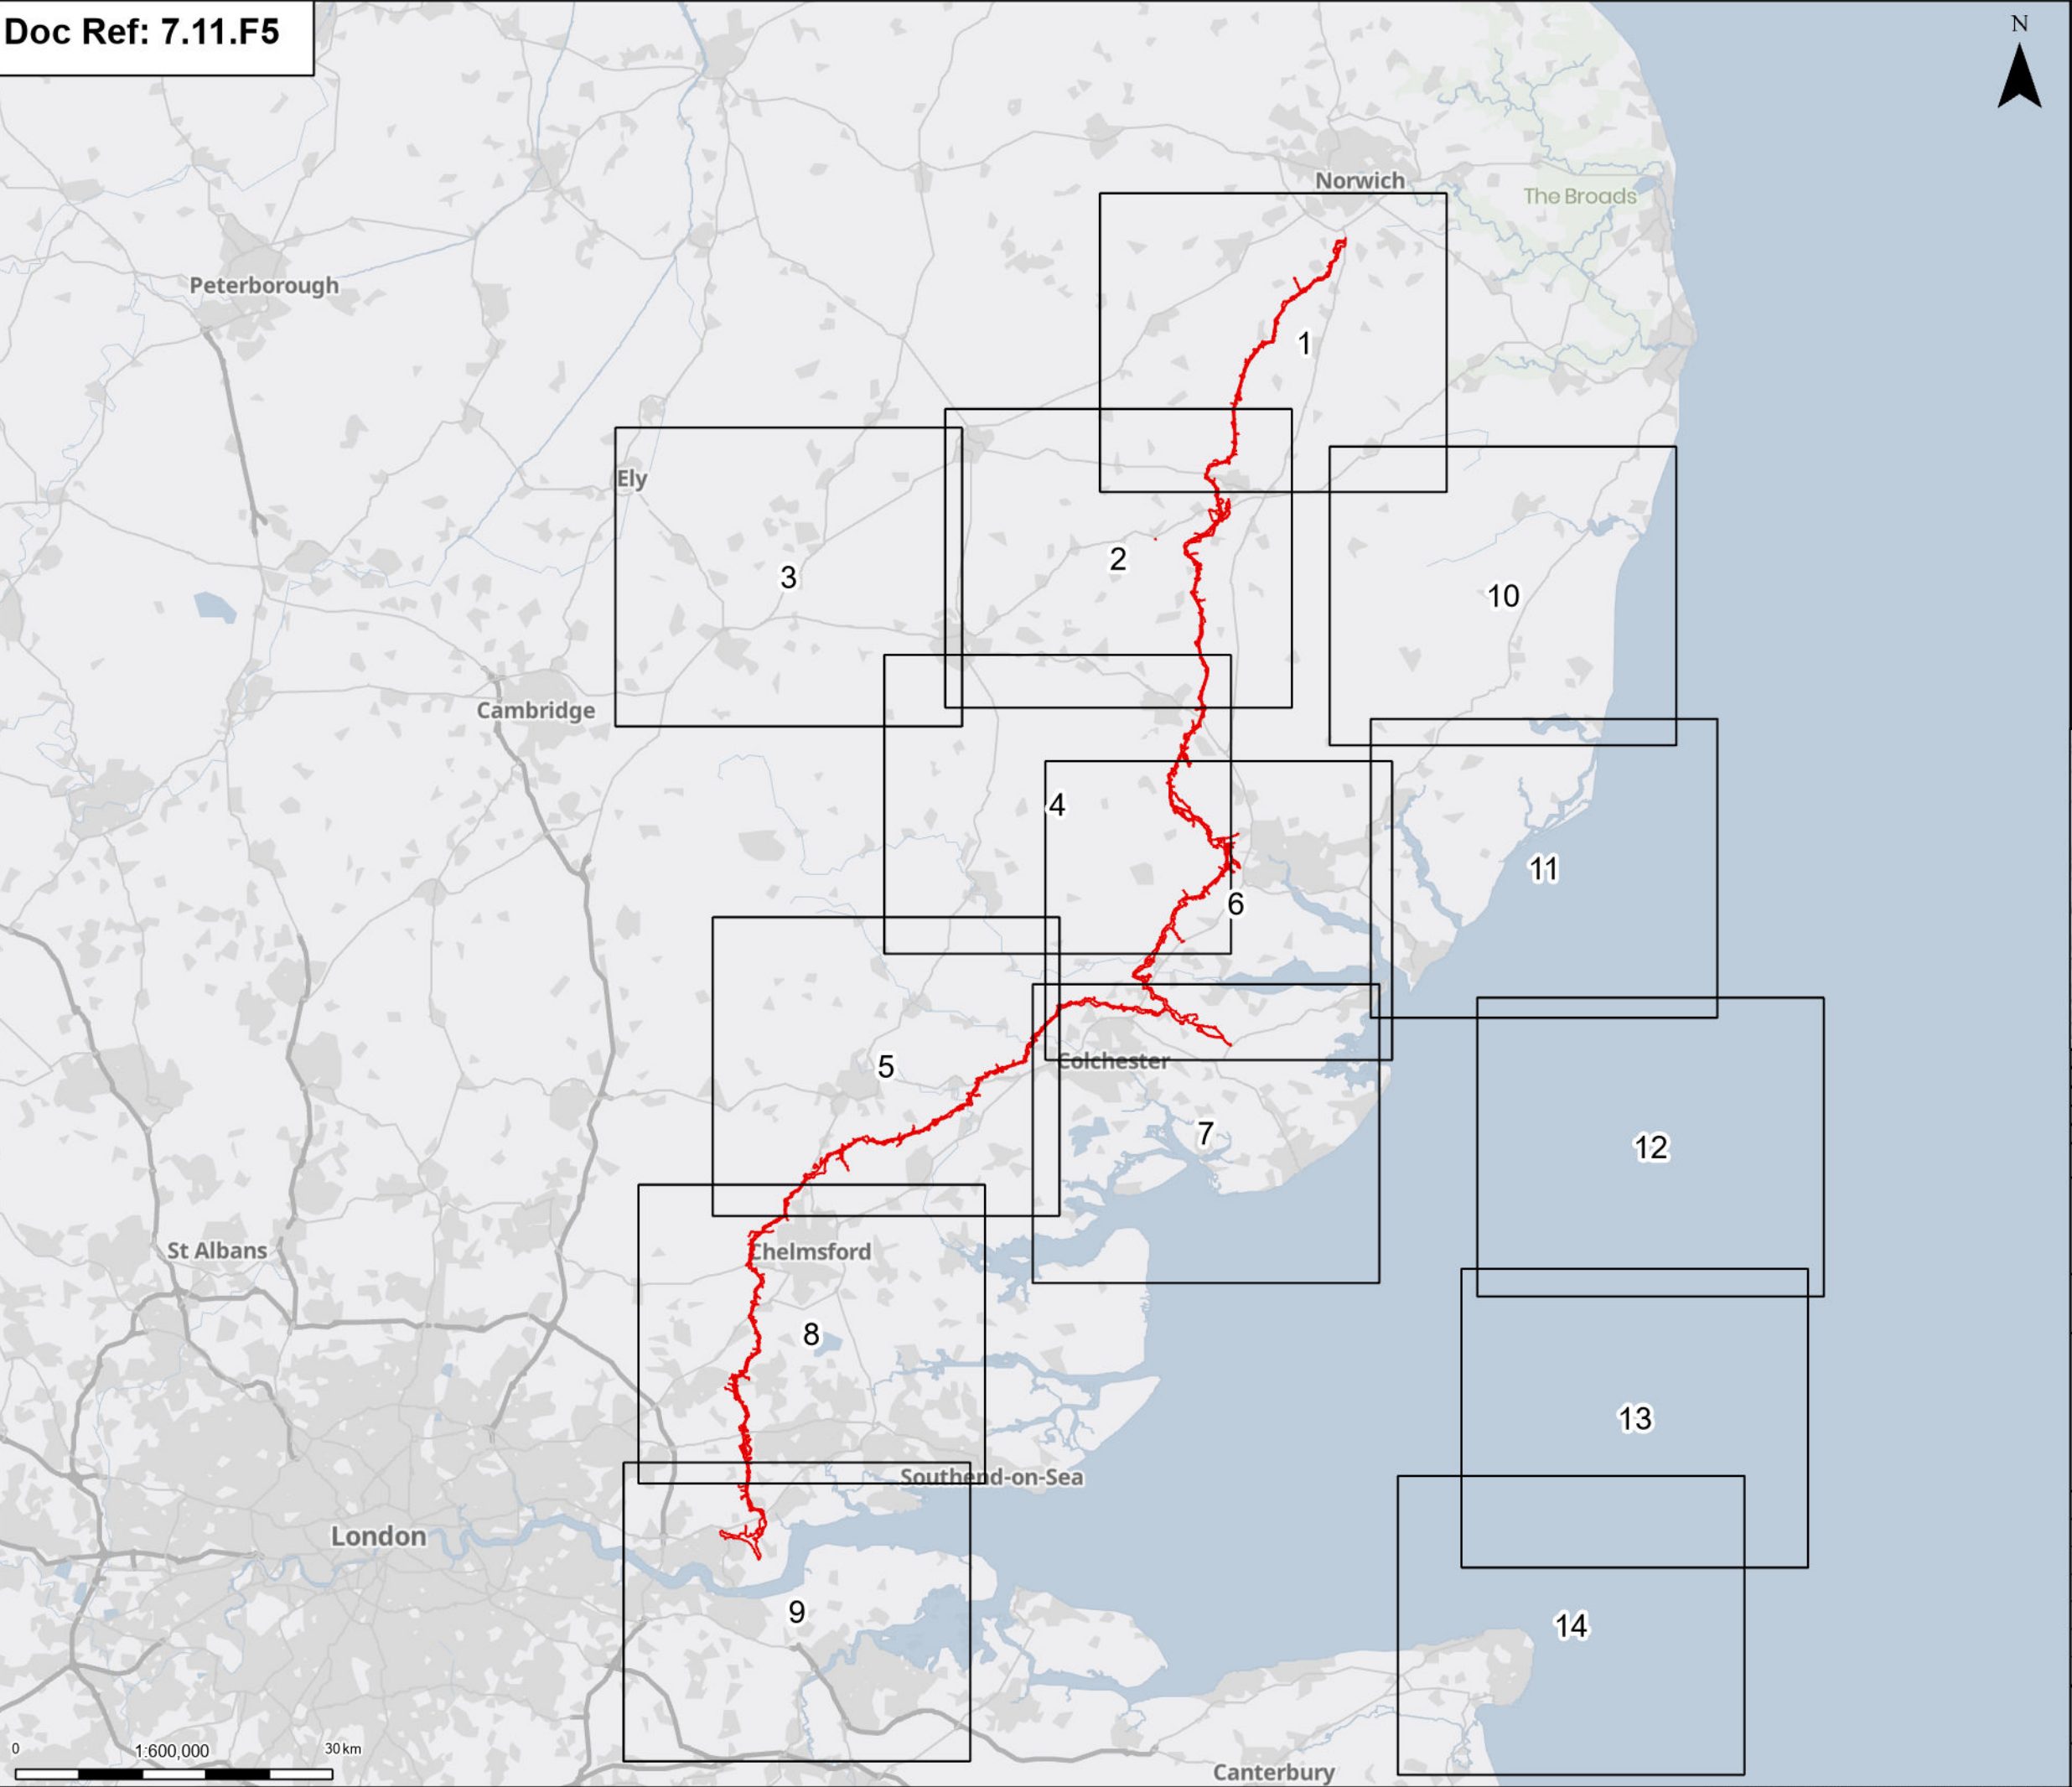 Doc Ref: 7.11.F5
N
Norwich
The Broads
Peterborough
1
Ely
2
3
10
Cambridge
4
11
6
Colchester
5
7
12
St Albans
Chelmsford
8
13
Southend-on-Sea
London
9
14
0 1:600,000 30 km
Canterbury